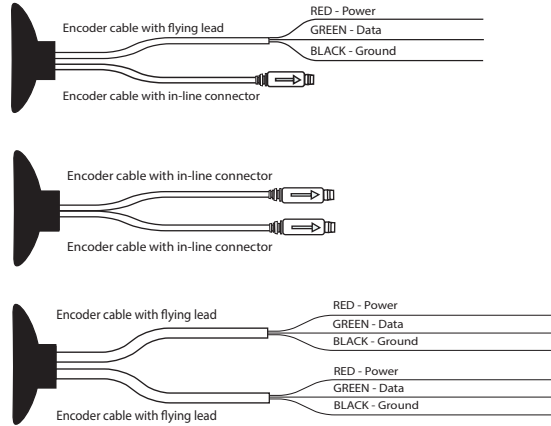 Encoder cable with flying lead
RED - Power
GREEN - Data
BLACK - Ground
Encoder cable with in-line connector
Encoder cable with in-line connector
Encoder cable with in-line connector
Encoder cable with flying lead
RED - Power
GREEN - Data
BLACK - Ground
Encoder cable with flying lead
RED - Power
GREEN - Data
BLACK - Ground